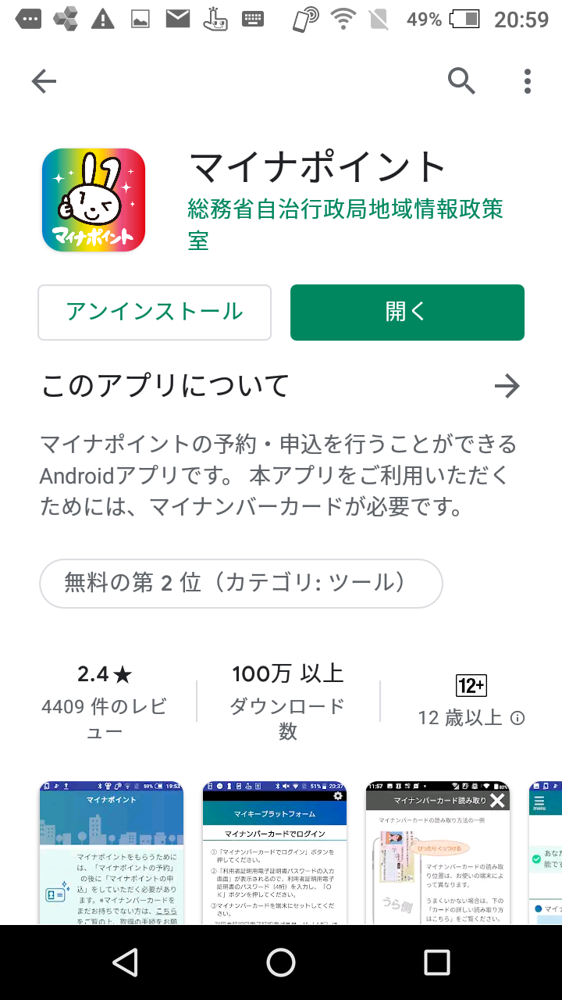 49% 20:59
マイナポイント
マイナポイント
総務省自治行政局地域情報政策
室
アンインストール
開く
このアプリについて
マイナポイントの予約・申込を行うことができる
Androidアプリです。 本アプリをご利用いただく
ためには、マイナンバーカードが必要です。
無料の第 2 位（カテゴリ: ツール）
2.4★
4409 件のレビ
ュー
100万 以上
ダウンロード
数
12+
12 歳以上
59% 19:53
マイナポイント
マイナポイントをもらうために
は、「マイナポイントの予約」
の後に「マイナポイントの申
込」をしていただく必要があり
ます。※マイナンバーカードを
まだお持ちでない方は、こちら
をご覧の上、取得の手続をお願
51% 20:37
マイキープラットフォーム
マイナンバーカードでログイン
①「マイナンバーカードでログイン」ボタンを
押してください。
②「利用者証明用電子証明書パスワードの入力
画面」が表示されるので、利用者証明用電子
証明書のパスワード（4桁）を入力し、「O
K」ボタンを押してください。
③マイナンバーカードを端末にセットしてくだ
さい。
11:57 82%
マイナンバーカード読み取り
マイナンバーカードの読み取り方法の一例
ぴったりくっつける
うら側
マイナンバーカードの読み取
り位置は、お使いの端末によ
って異なります。
うまくいかない場合は、下の
「カードの詳しい読み取り方
はこちら」をご覧ください。
menu
あなた
能です
マイナ